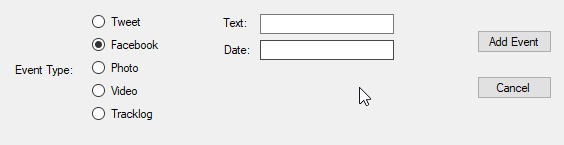 Event Type:
Tweet
Facebook
Photo
Video
Tracklog
Text:
Date:
Add Event
Cancel